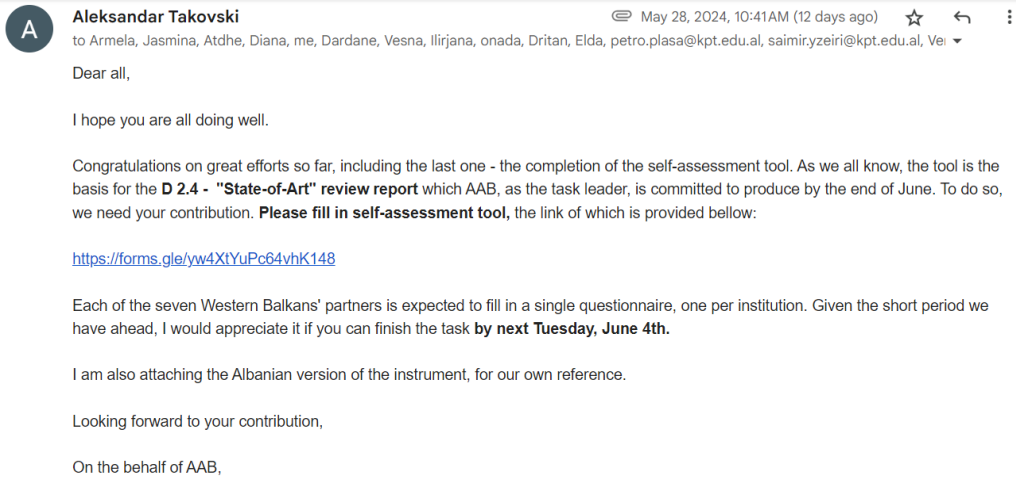 A
Aleksandar Takovski
May 28, 2024, 10:41 AM (12 days ago)
to Armela, Jasmina, Atdhe, Diana, me, Dardane, Vesna, Ilirjana, onada, Dritan, Elda, petro.plasa@kpt.edu.al, saimir.yzeiri@kpt.edu.al, Ve
Dear all,
I hope you are all doing well.
Congratulations on great efforts so far, including the last one - the completion of the self-assessment tool. As we all know, the tool is the
basis for the D 2.4 - "State-of-Art" review report which AAB, as the task leader, is committed to produce by the end of June. To do so,
we need your contribution. Please fill in self-assessment tool, the link of which is provided bellow:
https://forms.gle/yw4XtYuPc64vhK148
Each of the seven Western Balkans' partners is expected to fill in a single questionnaire, one per institution. Given the short period we
have ahead, I would appreciate it if you can finish the task by next Tuesday, June 4th.
I am also attaching the Albanian version of the instrument, for our own reference.
Looking forward to your contribution,
On the behalf of AAB,